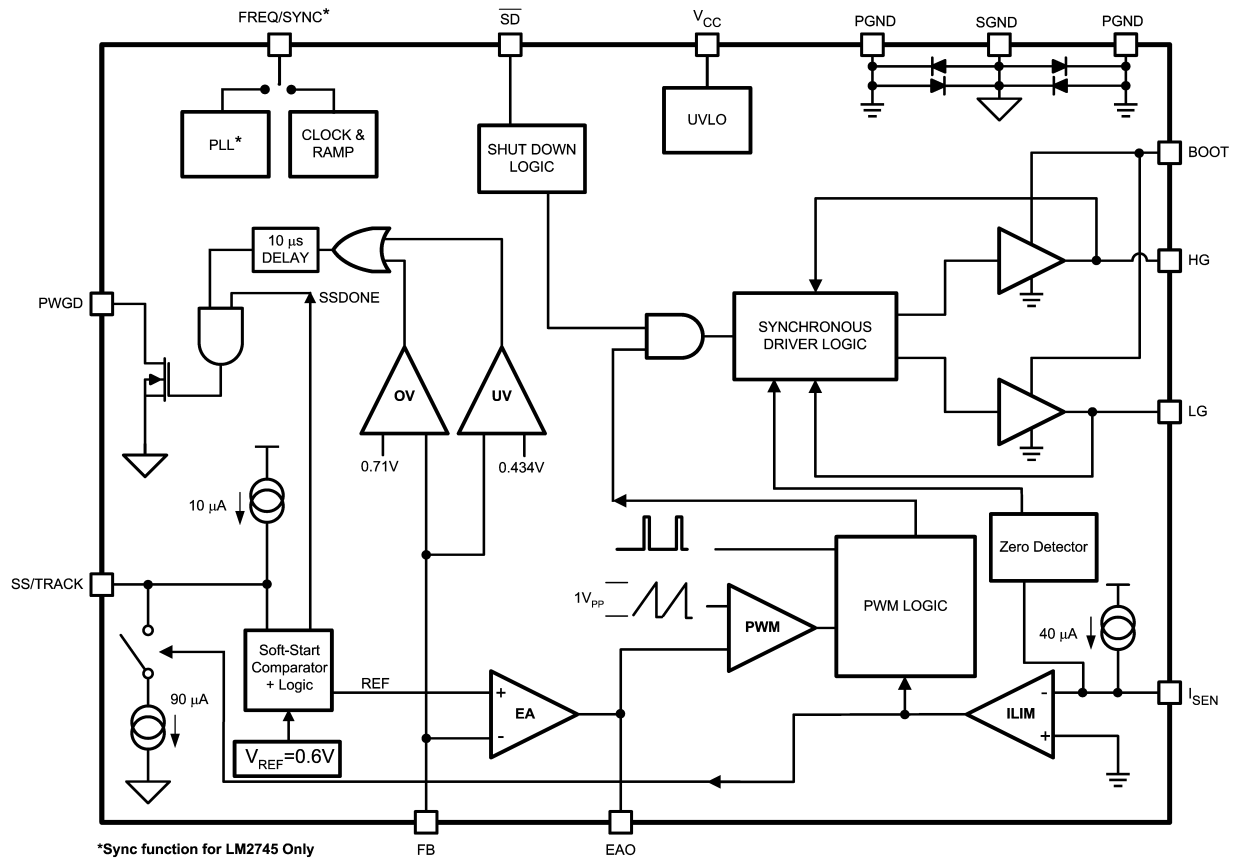 FREQ/SYNC*
SD
VCC
PGND
SGND
PGND
PLL*
CLOCK &
RAMP
SHUT DOWN
LOGIC
UVLO
BOOT
10 μs
DELAY
HG
PWGD
SSDONE
SYNCHRONOUS
DRIVER LOGIC
OV
UV
LG
0.71V
0.434V
10 μA
Zero Detector
SS/TRACK
1VPP
PWM LOGIC
PWM
40 μA
Soft-Start
Comparator
+ Logic
REF
90 μA
+
EA
-
-
ILIM
+
ISEN
VREF=0.6V
*Sync function for LM2745 Only
FB
EAO